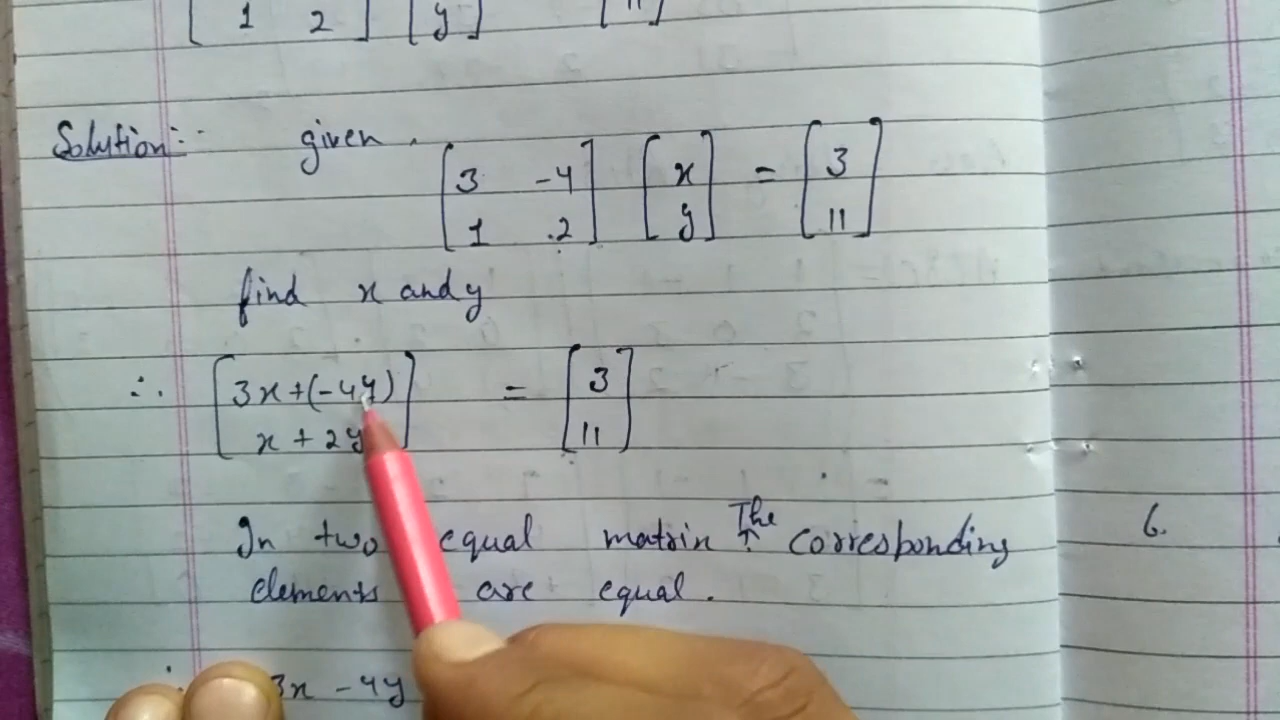 1 2 y 11
Solution:- given.
[3 -4] [x] = [3]
[1 .2] [y] [11]
find x and y
∴ [3x+(-4y)] = [3]
[x + 2y] [11]
In two equal matrix The corresponding
6.
elements are equal.
3x - 4y